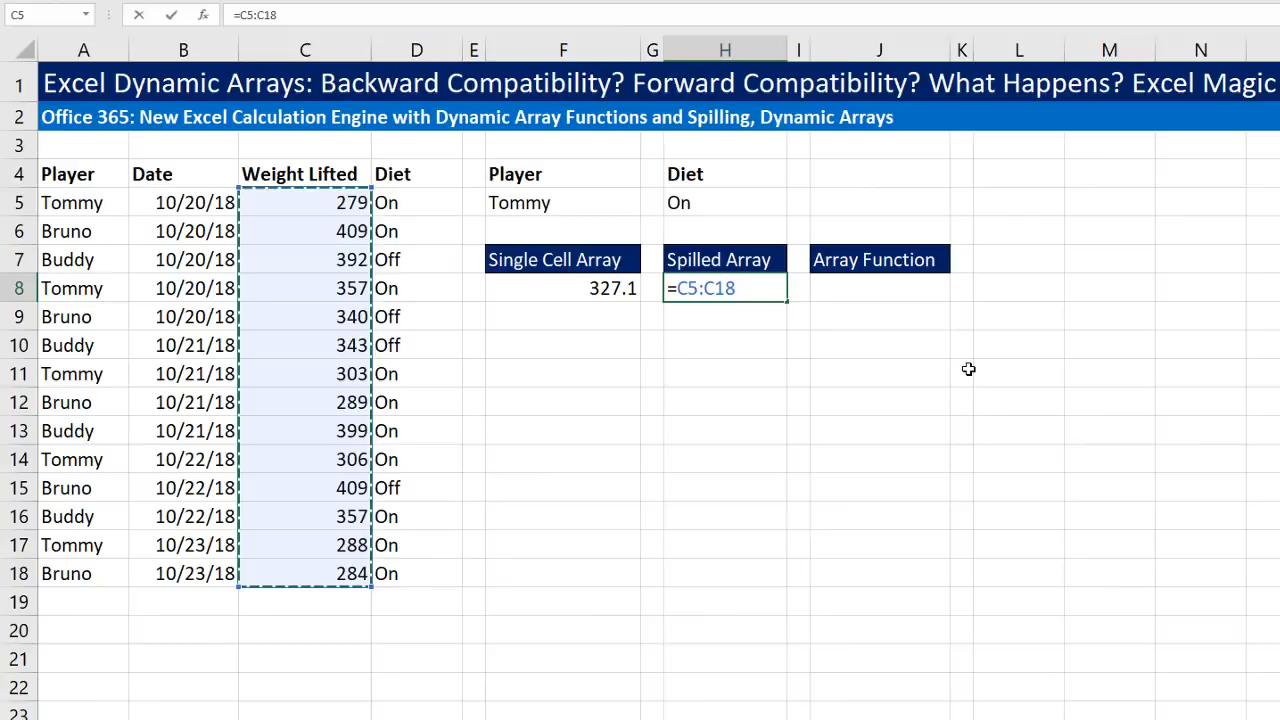 C5 =C5:C18
A B C D E F G H I J K L M N
1 Excel Dynamic Arrays: Backward Compatibility? Forward Compatibility? What Happens? Excel Magic
2 Office 365: New Excel Calculation Engine with Dynamic Array Functions and Spilling, Dynamic Arrays
3
4 Player Date Weight Lifted Diet Player Diet
5 Tommy 10/20/18 279 On Tommy On
6 Bruno 10/20/18 409 On
7 Buddy 10/20/18 392 Off Single Cell Array Spilled Array Array Function
8 Tommy 10/20/18 357 On 327.1 =C5:C18
9 Bruno 10/20/18 340 Off
10 Buddy 10/21/18 343 Off
11 Tommy 10/21/18 303 On
12 Bruno 10/21/18 289 On
13 Buddy 10/21/18 399 On
14 Tommy 10/22/18 306 On
15 Bruno 10/22/18 409 Off
16 Buddy 10/22/18 357 On
17 Tommy 10/23/18 288 On
18 Bruno 10/23/18 284 On
19
20
21
22
23